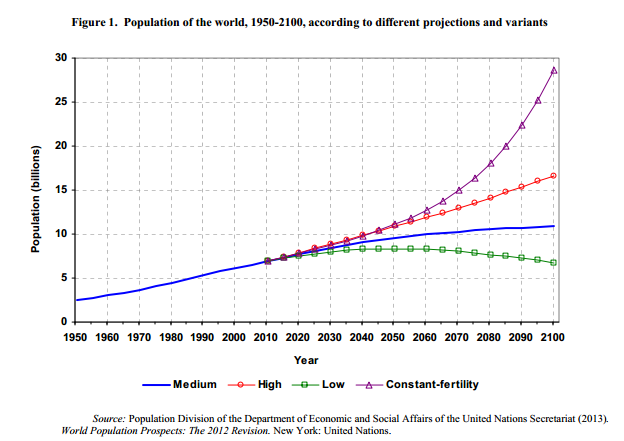 Figure 1. Population of the world, 1950-2100, according to different projections and variants
30
25
20
15
10
5
0
Population (billions)
1950 1960 1970 1980 1990 2000 2010 2020 2030 2040 2050 2060 2070 2080 2090 2100
Year
Medium High Low Constant-fertility
Source: Population Division of the Department of Economic and Social Affairs of the United Nations Secretariat (2013).
World Population Prospects: The 2012 Revision. New York: United Nations.